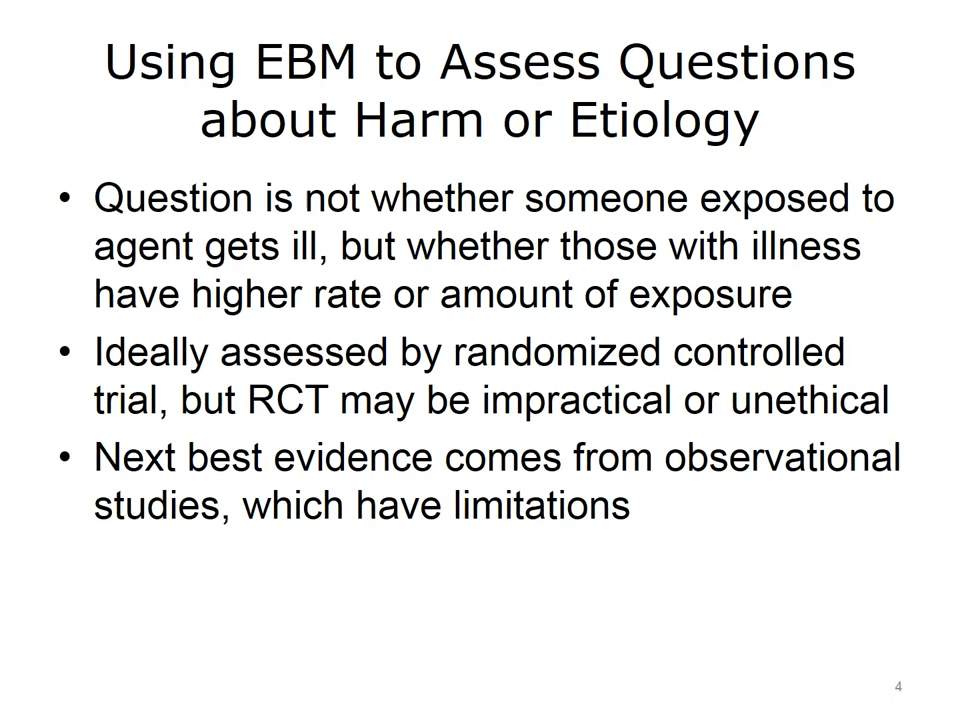 Using EBM to Assess Questions
about Harm or Etiology
• Question is not whether someone exposed to
agent gets ill, but whether those with illness
have higher rate or amount of exposure
• Ideally assessed by randomized controlled
trial, but RCT may be impractical or unethical
• Next best evidence comes from observational
studies, which have limitations
4